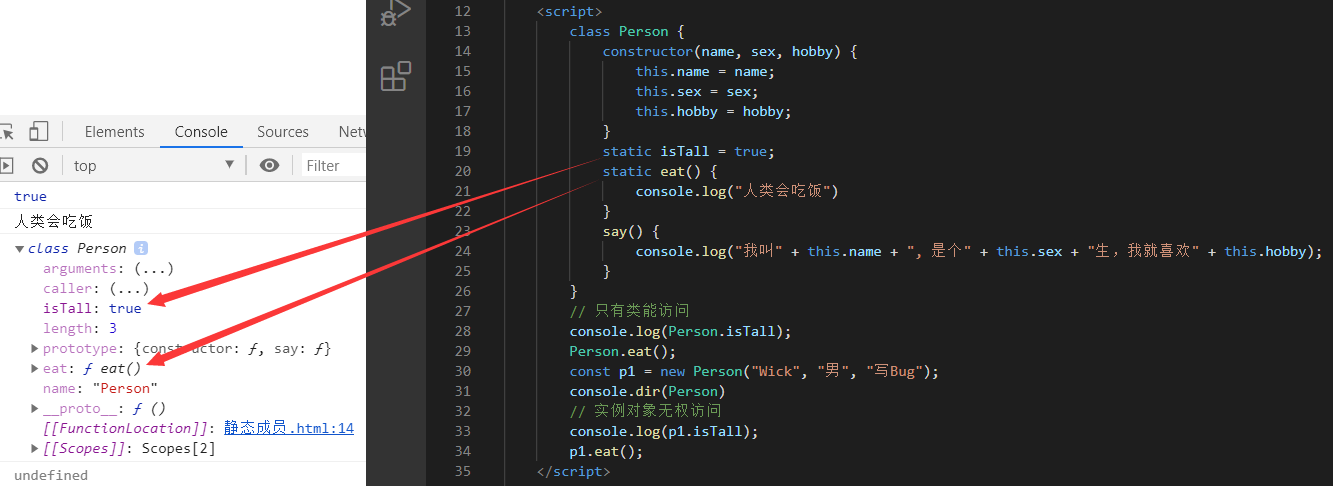 Elements Console Sources Netw
top Filter
true
人类会吃饭
class Person i
arguments: (...)
caller: (...)
isTall: true
length: 3
prototype: {constructor: ƒ, say: ƒ}
eat: ƒ eat()
name: "Person"
__proto__: ƒ ()
[[FunctionLocation]]: 静态成员.html:14
[[Scopes]]: Scopes[2]
undefined
12 <script>
13 class Person {
14 constructor(name, sex, hobby) {
15 this.name = name;
16 this.sex = sex;
17 this.hobby = hobby;
18 }
19 static isTall = true;
20 static eat() {
21 console.log("人类会吃饭")
22 }
23 say() {
24 console.log("我叫" + this.name + ", 是个" + this.sex + "生, 我就喜欢" + this.hobby);
25 }
26 }
27 // 只有类能访问
28 console.log(Person.isTall);
29 Person.eat();
30 const p1 = new Person("Wick", "男", "写Bug");
31 console.dir(Person)
32 // 实例对象无权访问
33 console.log(p1.isTall);
34 p1.eat();
35 </script>